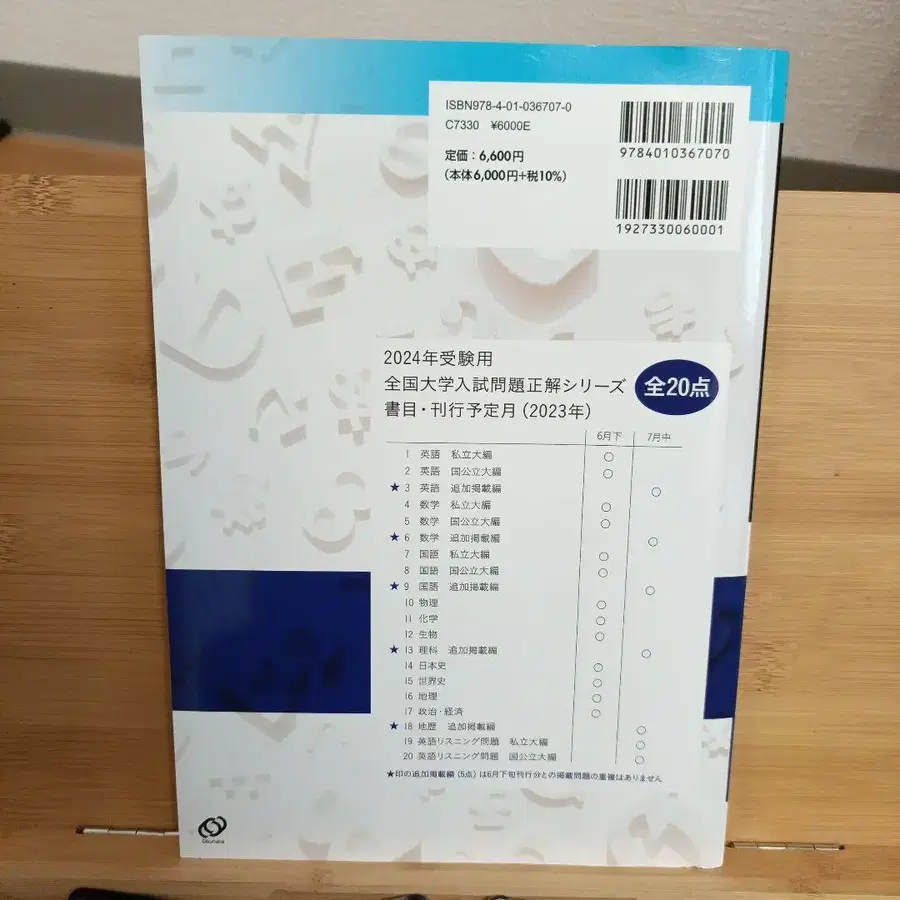 ISBN978-4-01-036707-0
C7330 ¥6000E
定価：6,600円
(本体6,000円+税10%)
9784010367070
1927330060001
2024年受験用
全国大学入試問題正解シリーズ
書目・刊行予定月(2023年)
全20点
6月下 7月中
1 英語 私立大編 ○
2 英語 国公立大編 ○
★ 3 英語 追加掲載編 ○
4 数学 私立大編 ○
5 数学 国公立大編 ○
★ 6 数学 追加掲載編 ○
7 国語 私立大編 ○
8 国語 国公立大編 ○
★ 9 国語 追加掲載編 ○
10 物理 ○
11 化学 ○
12 生物 ○
★ 13 理科 追加掲載編 ○
14 日本史 ○
15 世界史 ○
16 地理 ○
17 政治・経済 ○
★ 18 地歴 追加掲載編 ○
19 英語リスニング問題 私立大編 ○
20 英語リスニング問題 国公立大編 ○
★印の追加掲載編(5点)は6月下旬刊行分との掲載問題の重複はありません
Obunsha